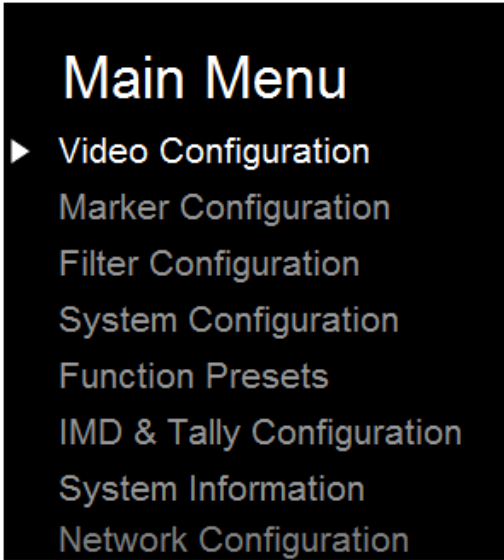 Main Menu
Video Configuration
Marker Configuration
Filter Configuration
System Configuration
Function Presets
IMD & Tally Configuration
System Information
Network Configuration